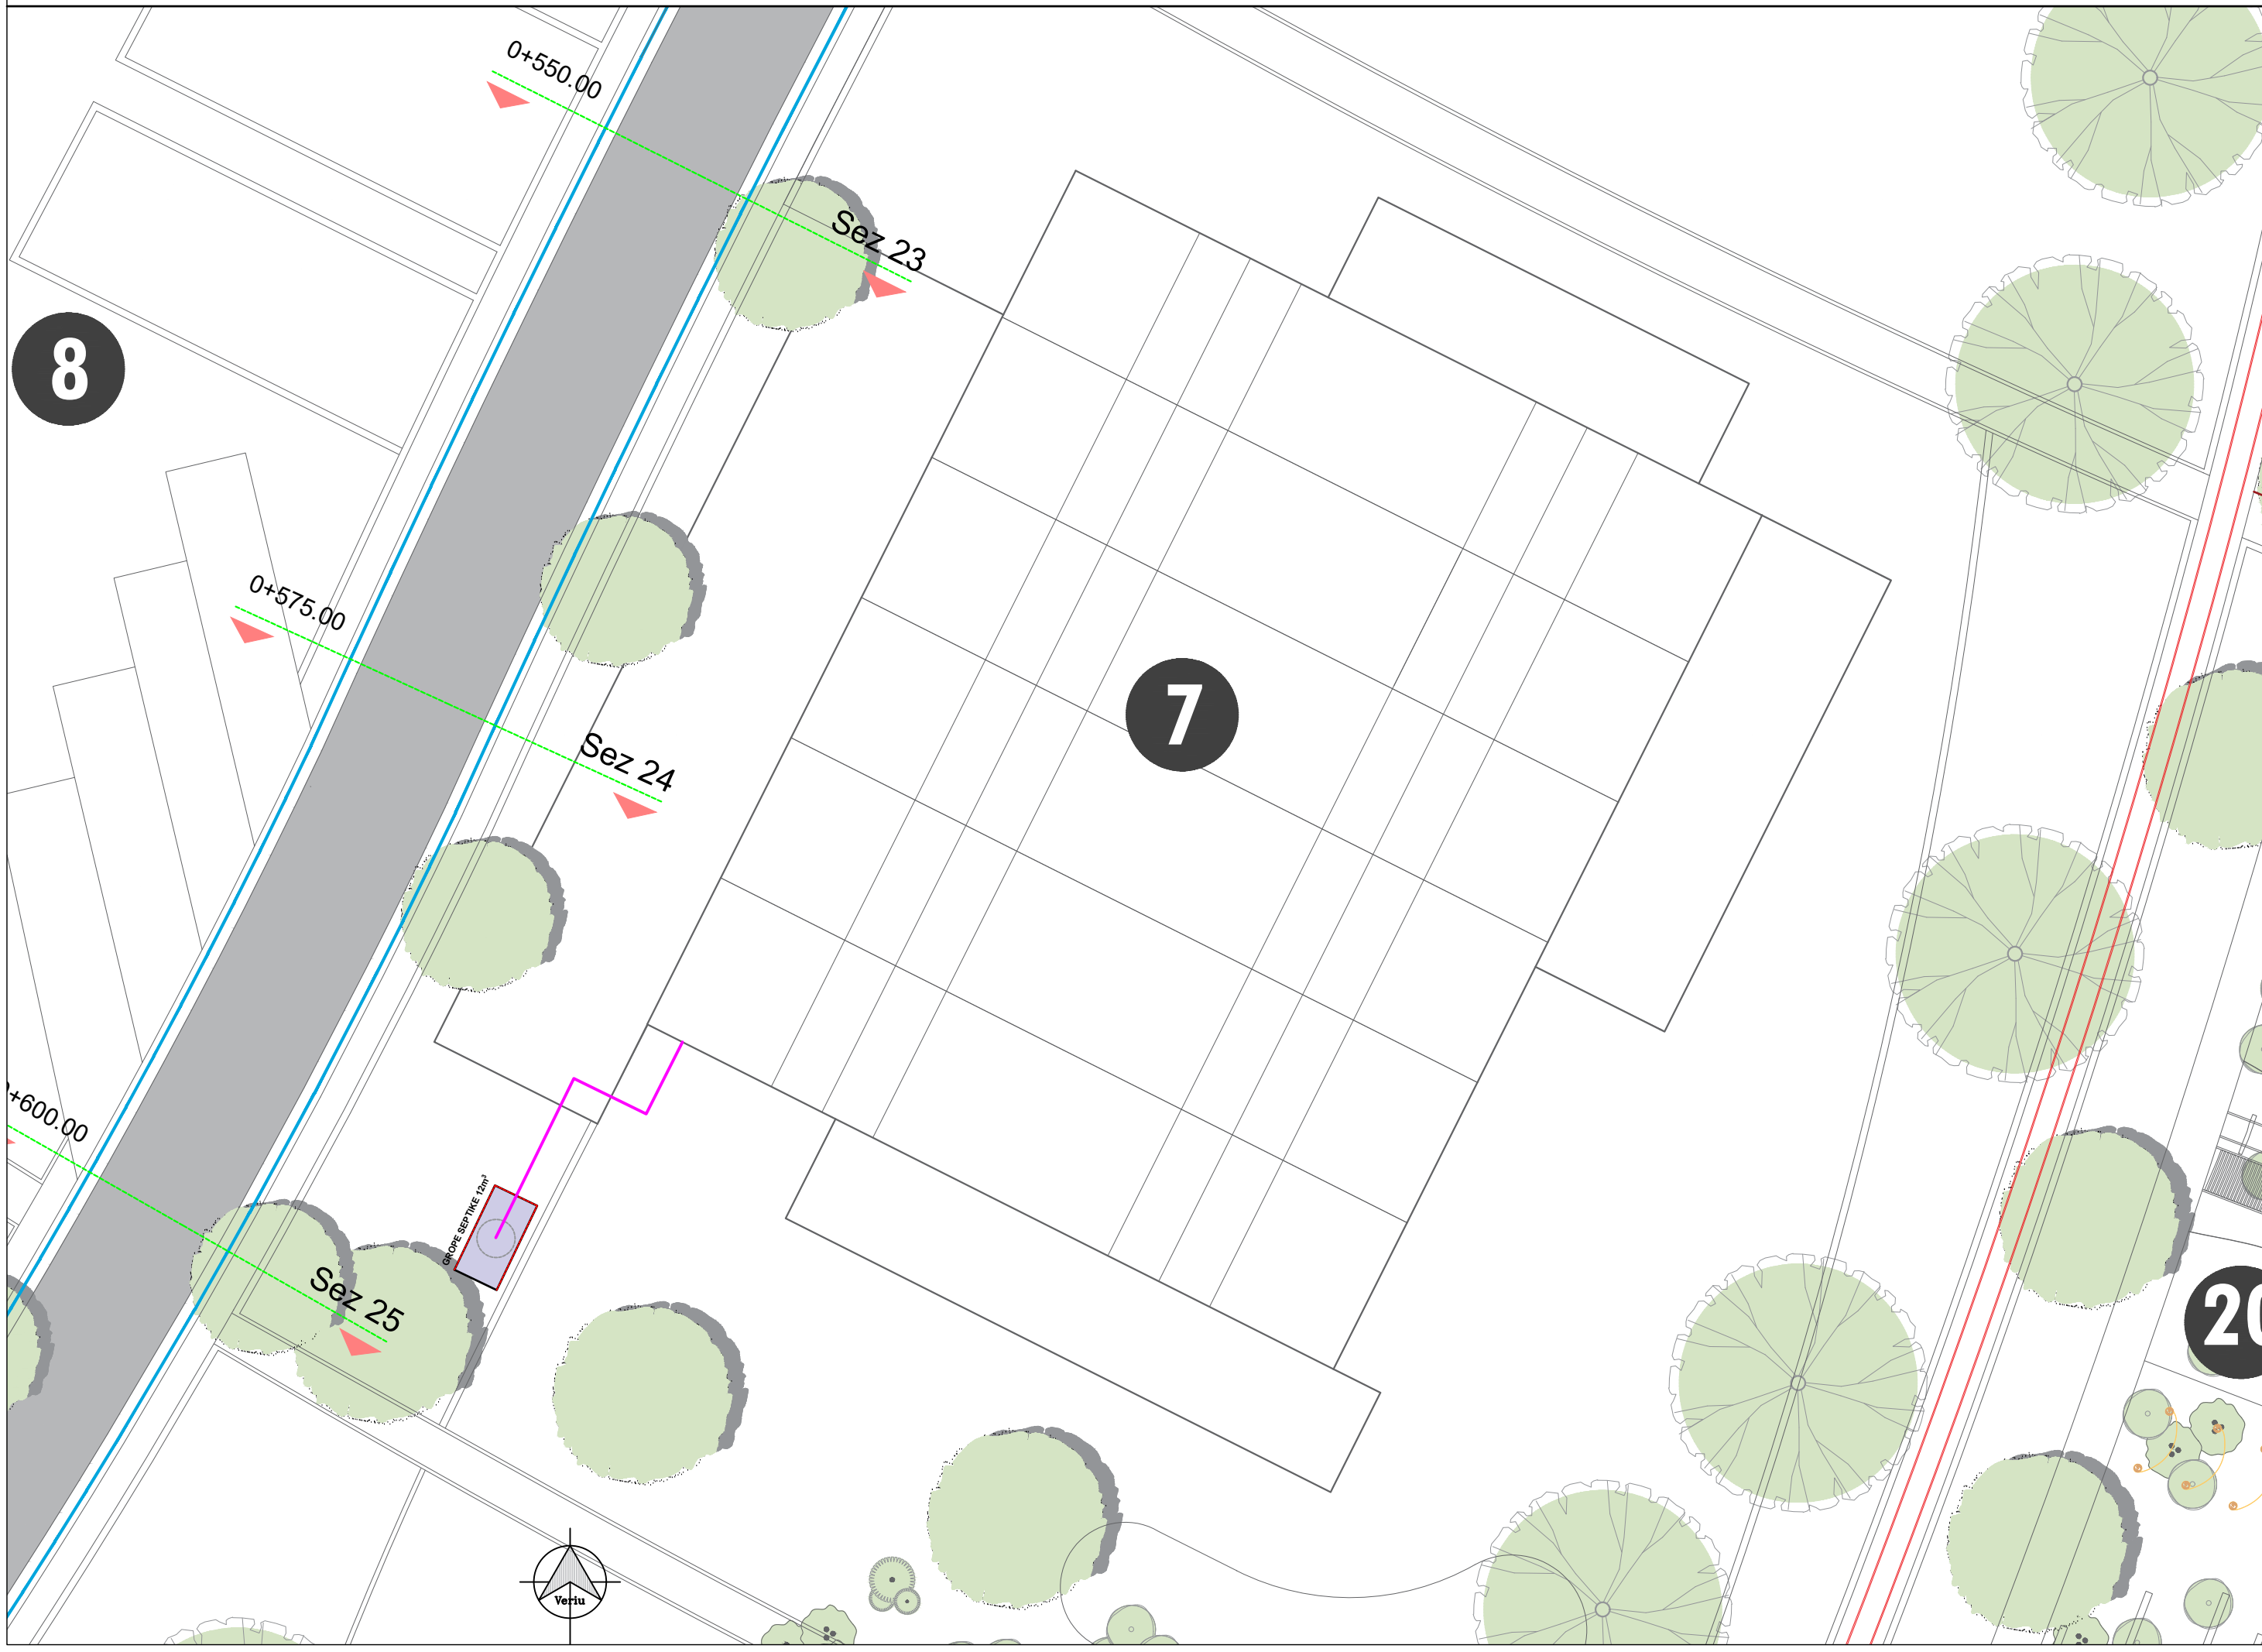 0+550.00
Sez 23
8
0+575.00
7
Sez 24
+600.00
GROPE SEPTIKE 12m³
Sez 25
20
Veriu